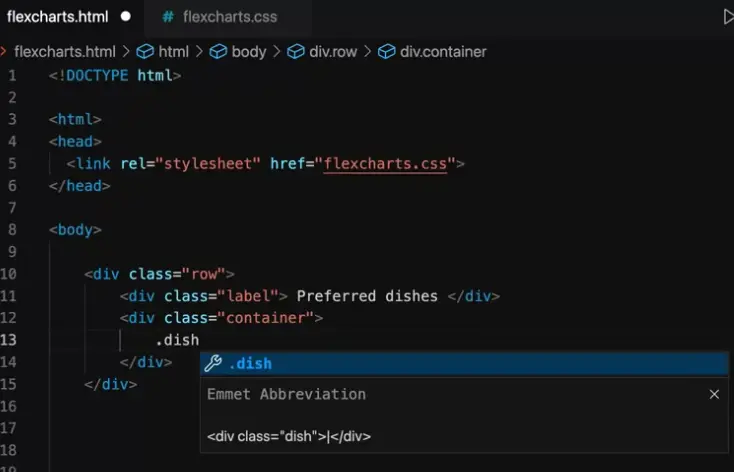 flexcharts.html ● # flexcharts.css
flexcharts.html > html > body > div.row > div.container
1 <!DOCTYPE html>
2
3 <html>
4 <head>
5 <link rel="stylesheet" href="flexcharts.css">
6 </head>
7
8 <body>
9
10 <div class="row">
11 <div class="label"> Preferred dishes </div>
12 <div class="container">
13 .dish
14 </div>
15 </div>
16
17
18
19
.dish
Emmet Abbreviation ×
<div class="dish">|</div>